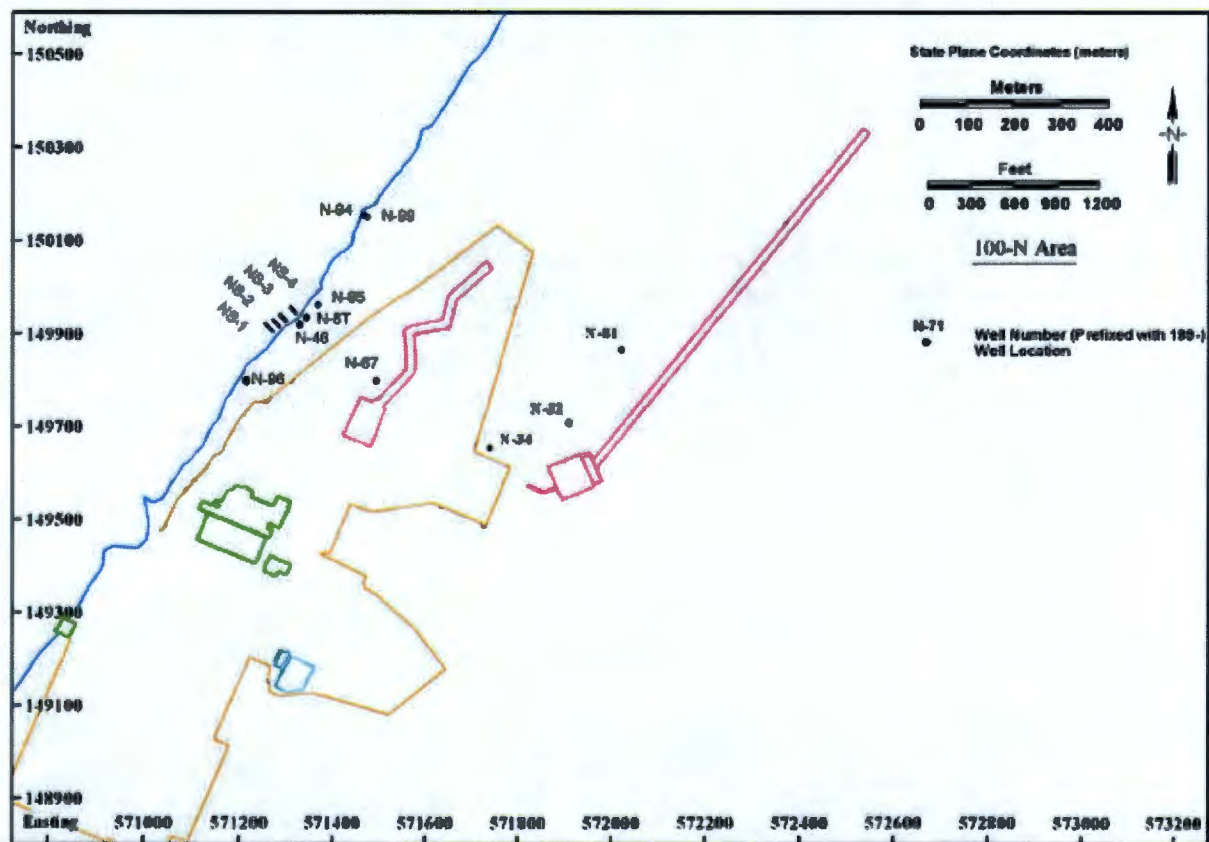 Northing
150500
150300
150100
149900
149700
149500
149300
149100
148900
Easting 571000 571200 571400 571600 571800 572000 572200 572400 572600 572800 573000 573200
State Plane Coordinates (meters)
Meters
0 100 200 300 400
Feet
0 300 600 900 1200
-N-
100-N Area
N-71
Well Number (Prefixed with 199-)
Well Location
N-94
N-99
N-95
N-46
N-96
N-67
N-81
N-52
N-34